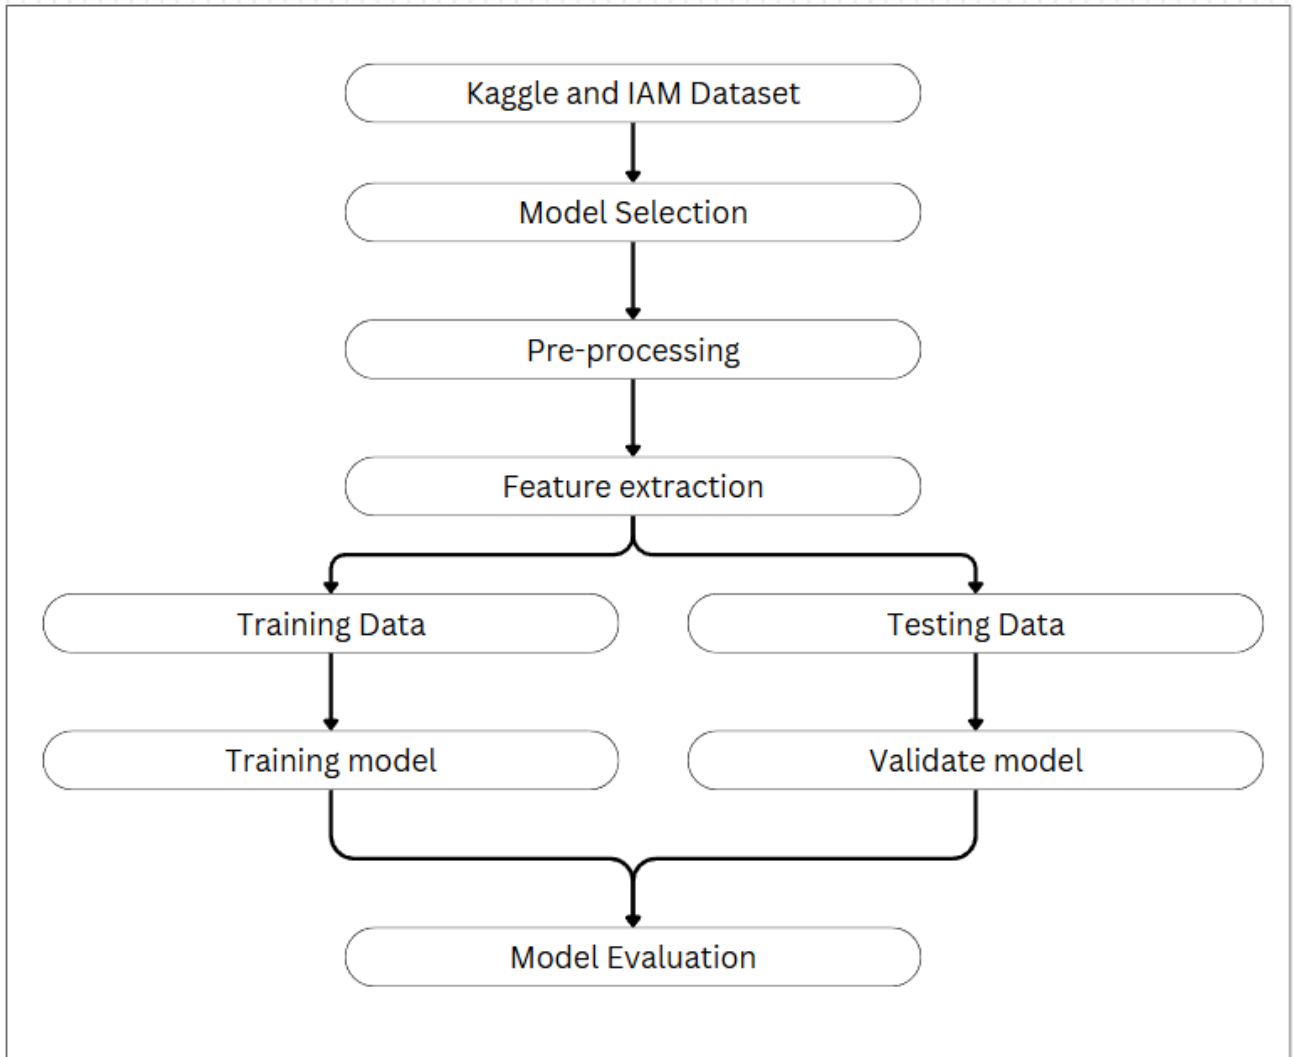 Kaggle and IAM Dataset
Model Selection
Pre-processing
Feature extraction
Training Data
Testing Data
Training model
Validate model
Model Evaluation